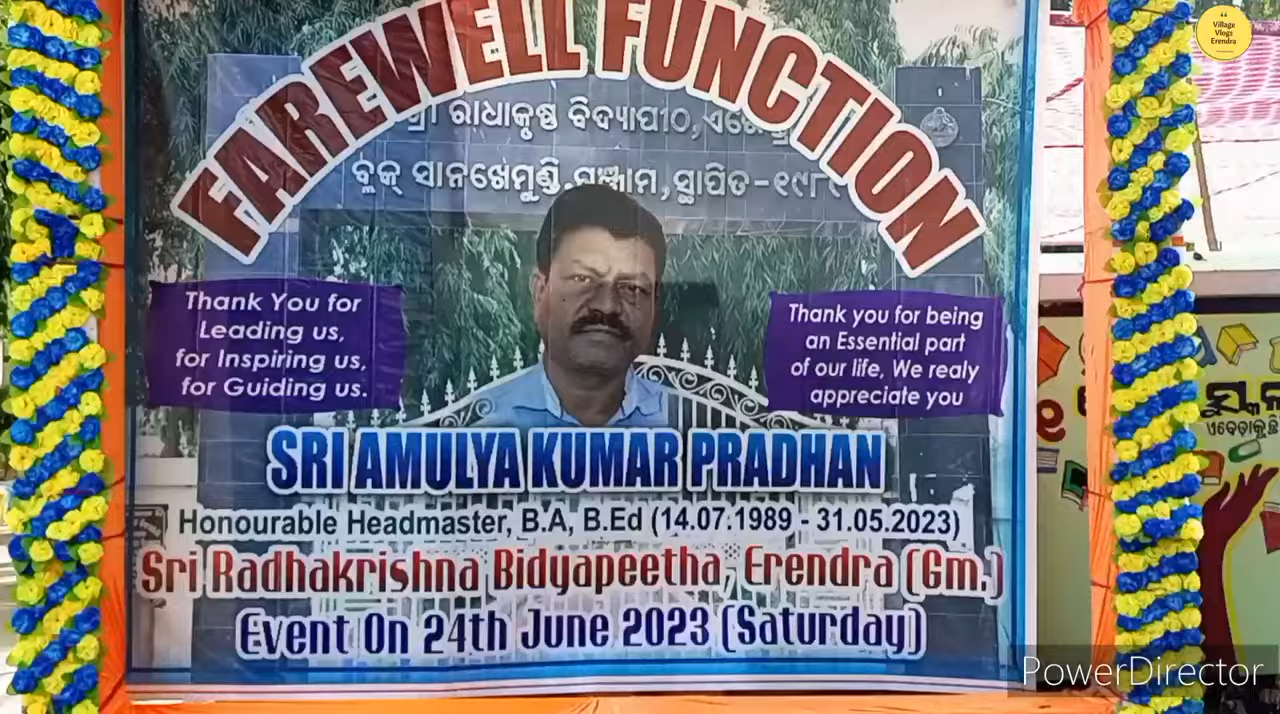 “
Village
Vlogs
Erendra
FAREWELL FUNCTION
ଶ୍ରୀ ରାଧାକୃଷ୍ଣ ବିଦ୍ୟାପୀଠ,
ବ୍ଲକ୍ ସାନଖେମୁଣ୍ଡି, ଗଞ୍ଜାମ, ସ୍ଥାପିତ-୧୯୮୧
Thank You for
Leading us,
for Inspiring us,
for Guiding us.
Thank you for being
an Essential part
of our life, We realy
appreciate you
SRI AMULYA KUMAR PRADHAN
Honourable Headmaster, B.A, B.Ed (14.07.1989 - 31.05.2023)
Sri Radhakrishna Bidyapeetha, Erendra (Gm.)
Event On 24th June 2023 (Saturday)
PowerDirector